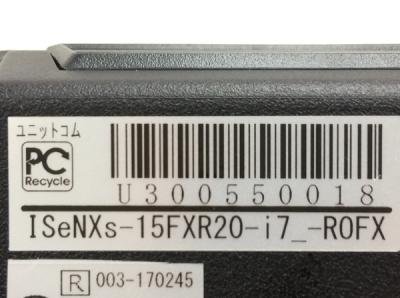 ユニットコム
PC
Recycle
U300550018
ISeNXs-15FXR20-i7_-ROFX
R 003-170245